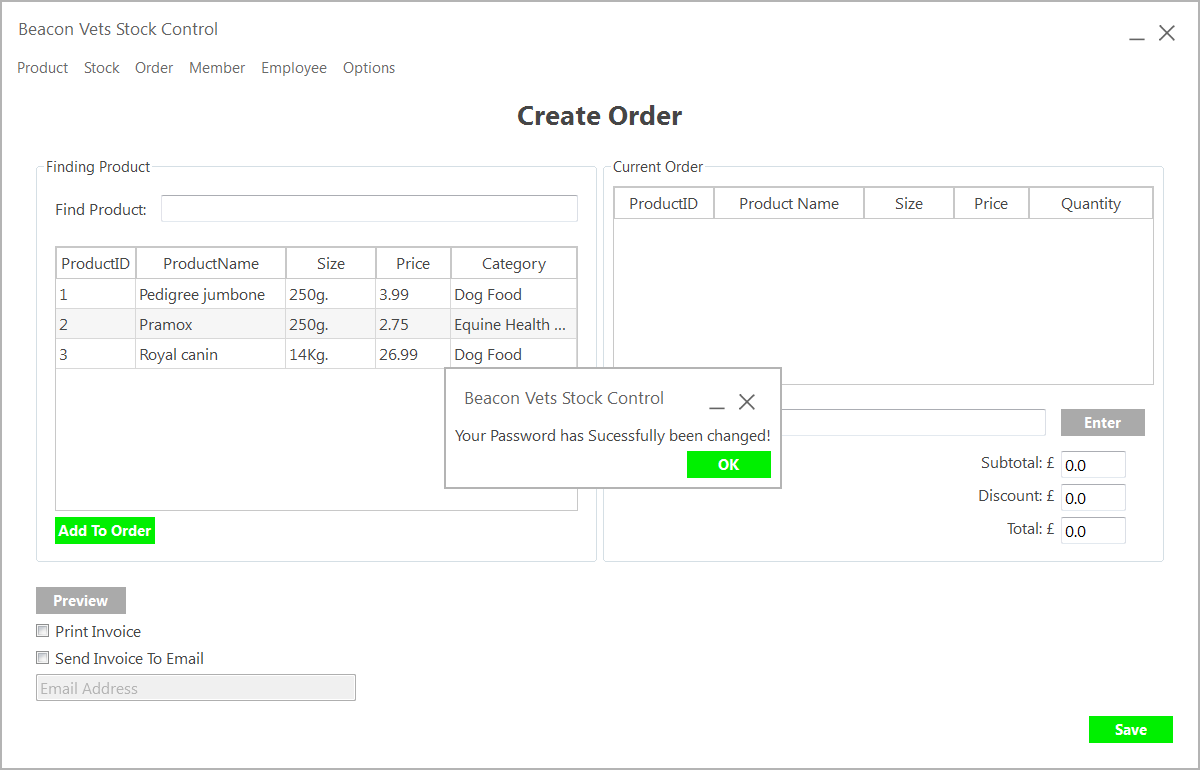 Beacon Vets Stock Control
Product Stock Order Member Employee Options
Create Order
Finding Product
Find Product:
ProductID ProductName Size Price Category
1 Pedigree jumbone 250g. 3.99 Dog Food
2 Pramox 250g. 2.75 Equine Health ...
3 Royal canin 14Kg. 26.99 Dog Food
Add To Order
Current Order
ProductID Product Name Size Price Quantity
Enter
Subtotal: £ 0.0
Discount: £ 0.0
Total: £ 0.0
Beacon Vets Stock Control
Your Password has Sucessfully been changed!
OK
Preview
Print Invoice
Send Invoice To Email
Email Address
Save